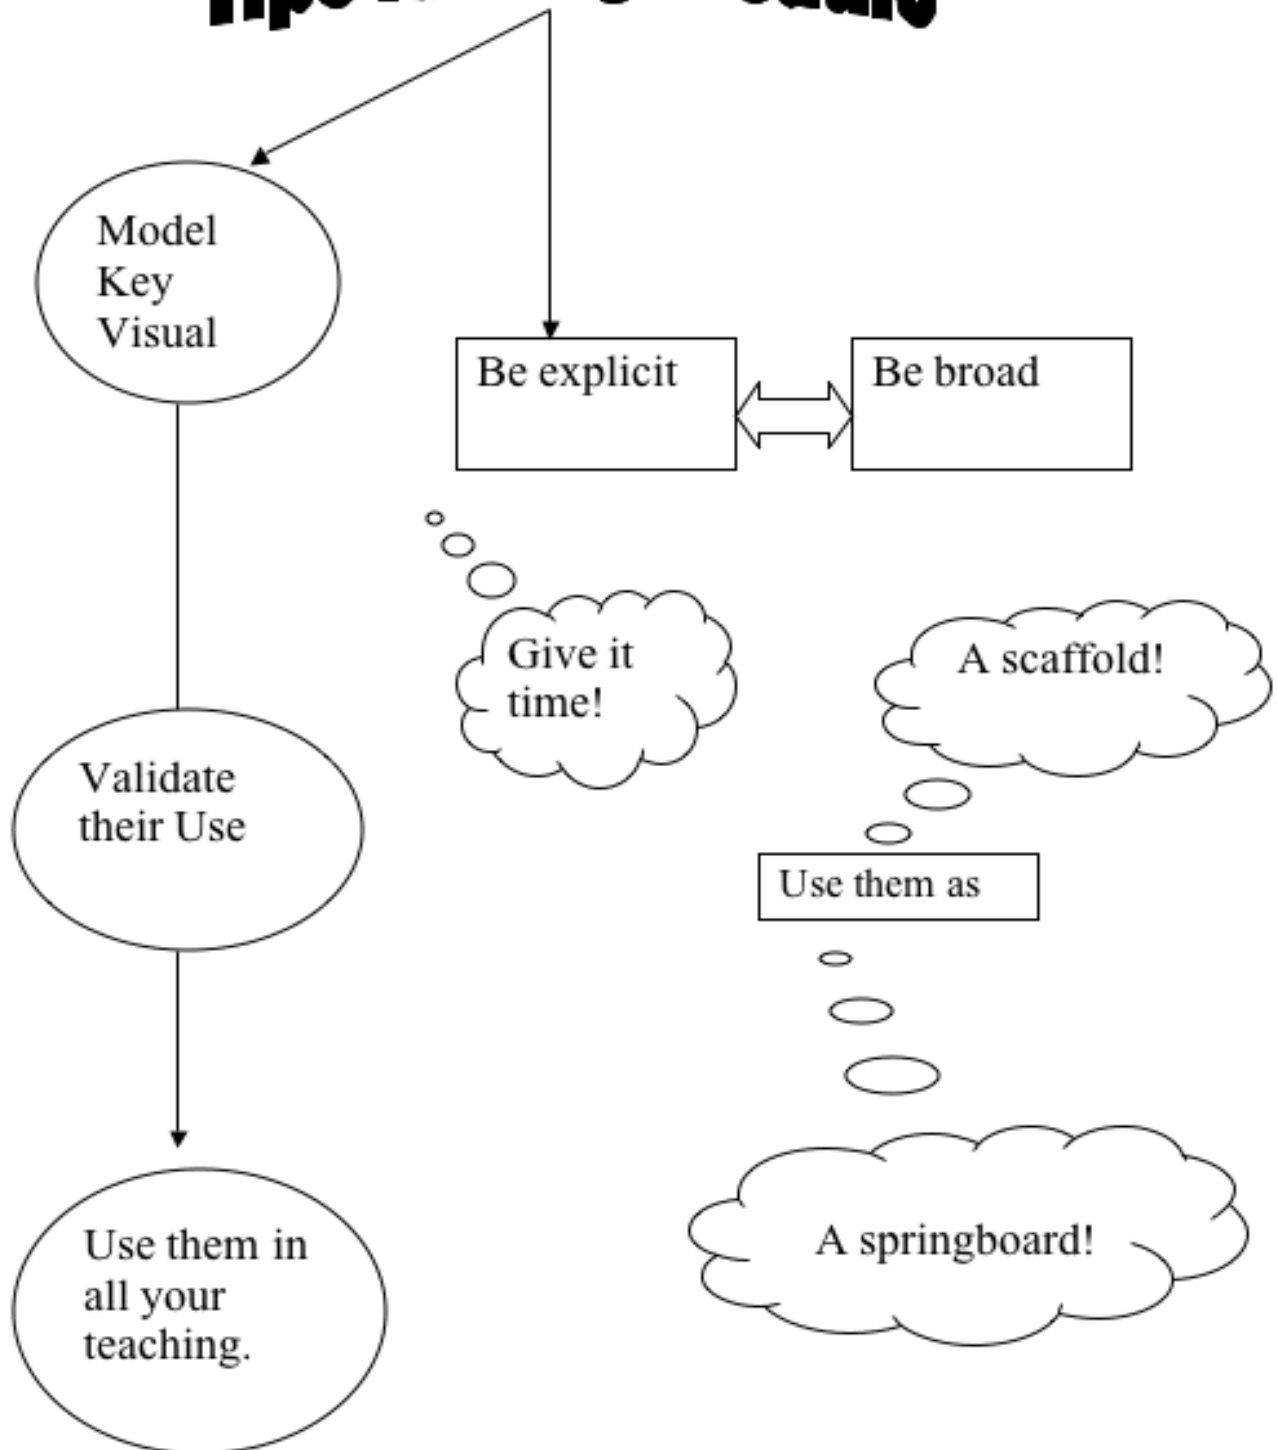 Model
Key
Visual
Be explicit
Be broad
Give it
time!
A scaffold!
Validate
their Use
Use them as
A springboard!
Use them in
all your
teaching.